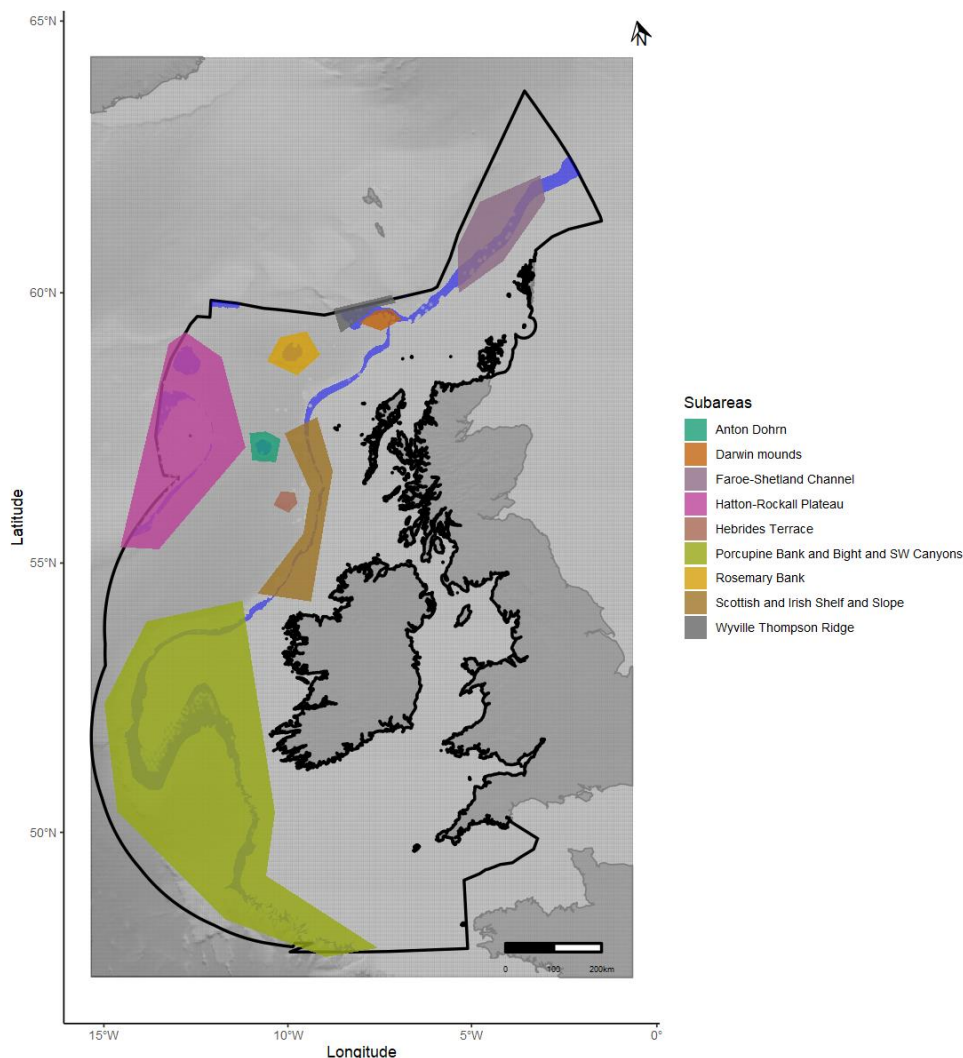 65°N
N
60°N
55°N
50°N
Latitude
0 100 200km
15°W 10°W 5°W 0°
Longitude
Subareas
Anton Dohrn
Darwin mounds
Faroe-Shetland Channel
Hatton-Rockall Plateau
Hebrides Terrace
Porcupine Bank and Bight and SW Canyons
Rosemary Bank
Scottish and Irish Shelf and Slope
Wyville Thompson Ridge